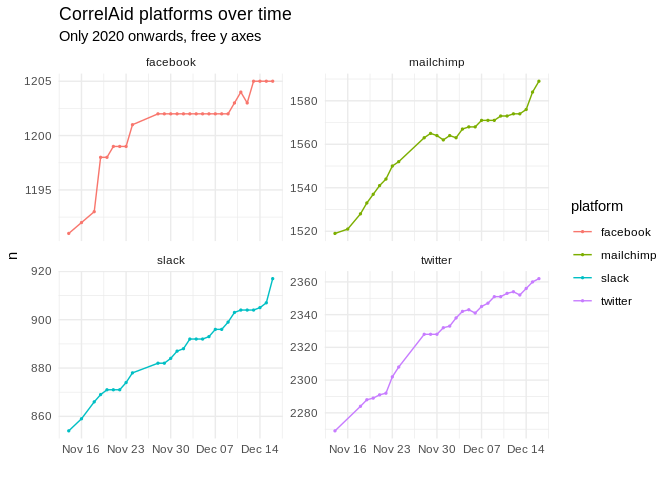 CorrelAid platforms over time
Only 2020 onwards, free y axes
facebook
mailchimp
1205
1200
1195
1580
1560
1540
1520
n
slack
twitter
920
900
880
860
2360
2340
2320
2300
2280
Nov 16 Nov 23 Nov 30 Dec 07 Dec 14
Nov 16 Nov 23 Nov 30 Dec 07 Dec 14
platform
facebook
mailchimp
slack
twitter